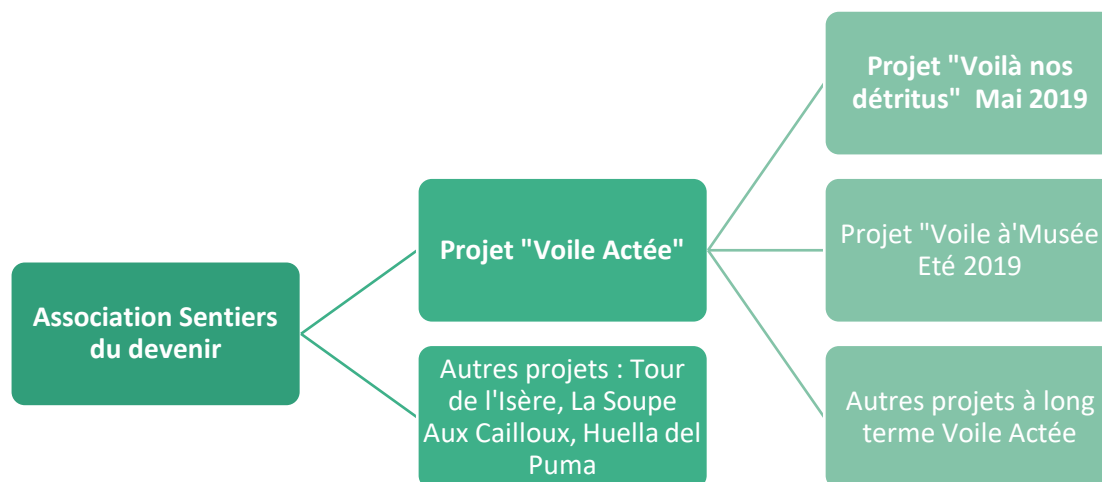 Association Sentiers
du devenir
Projet "Voile Actée"
Autres projets : Tour
de l'Isère, La Soupe
Aux Cailloux, Huella del
Puma
Projet "Voilà nos
détritus" Mai 2019
Projet "Voile à'Musée
Eté 2019
Autres projets à long
terme Voile Actée